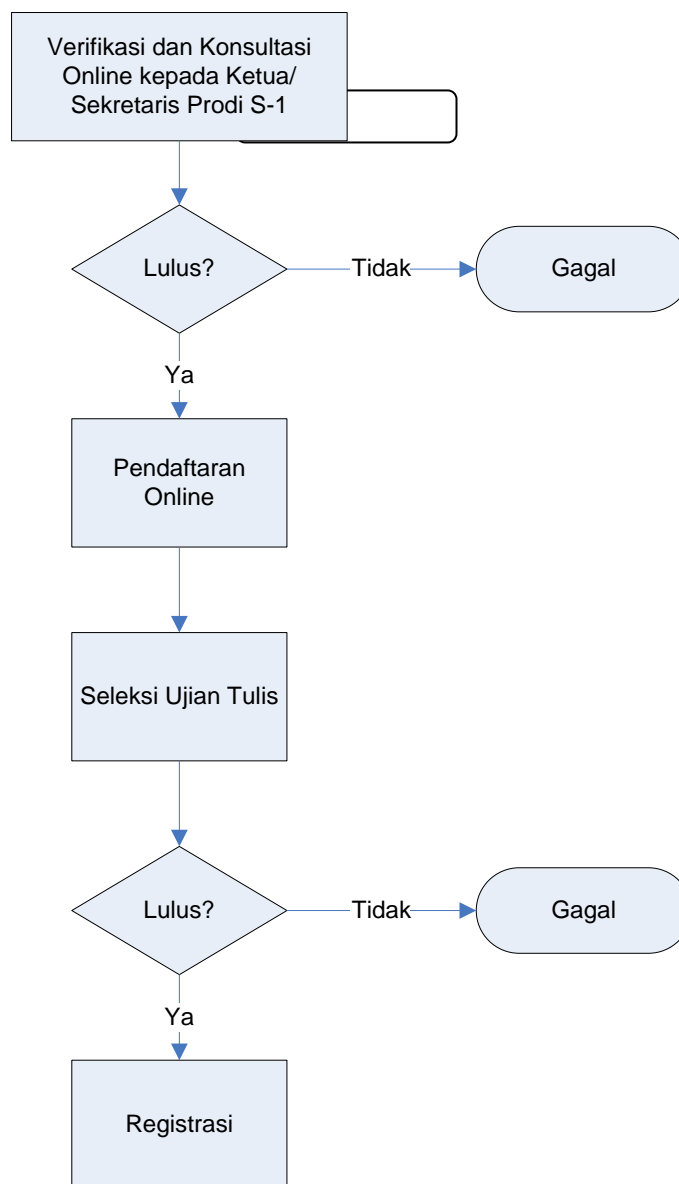 Verifikasi dan Konsultasi
Online kepada Ketua/
Sekretaris Prodi S-1
Lulus?
Tidak
Gagal
Ya
Pendaftaran
Online
Seleksi Ujian Tulis
Lulus?
Tidak
Gagal
Ya
Registrasi